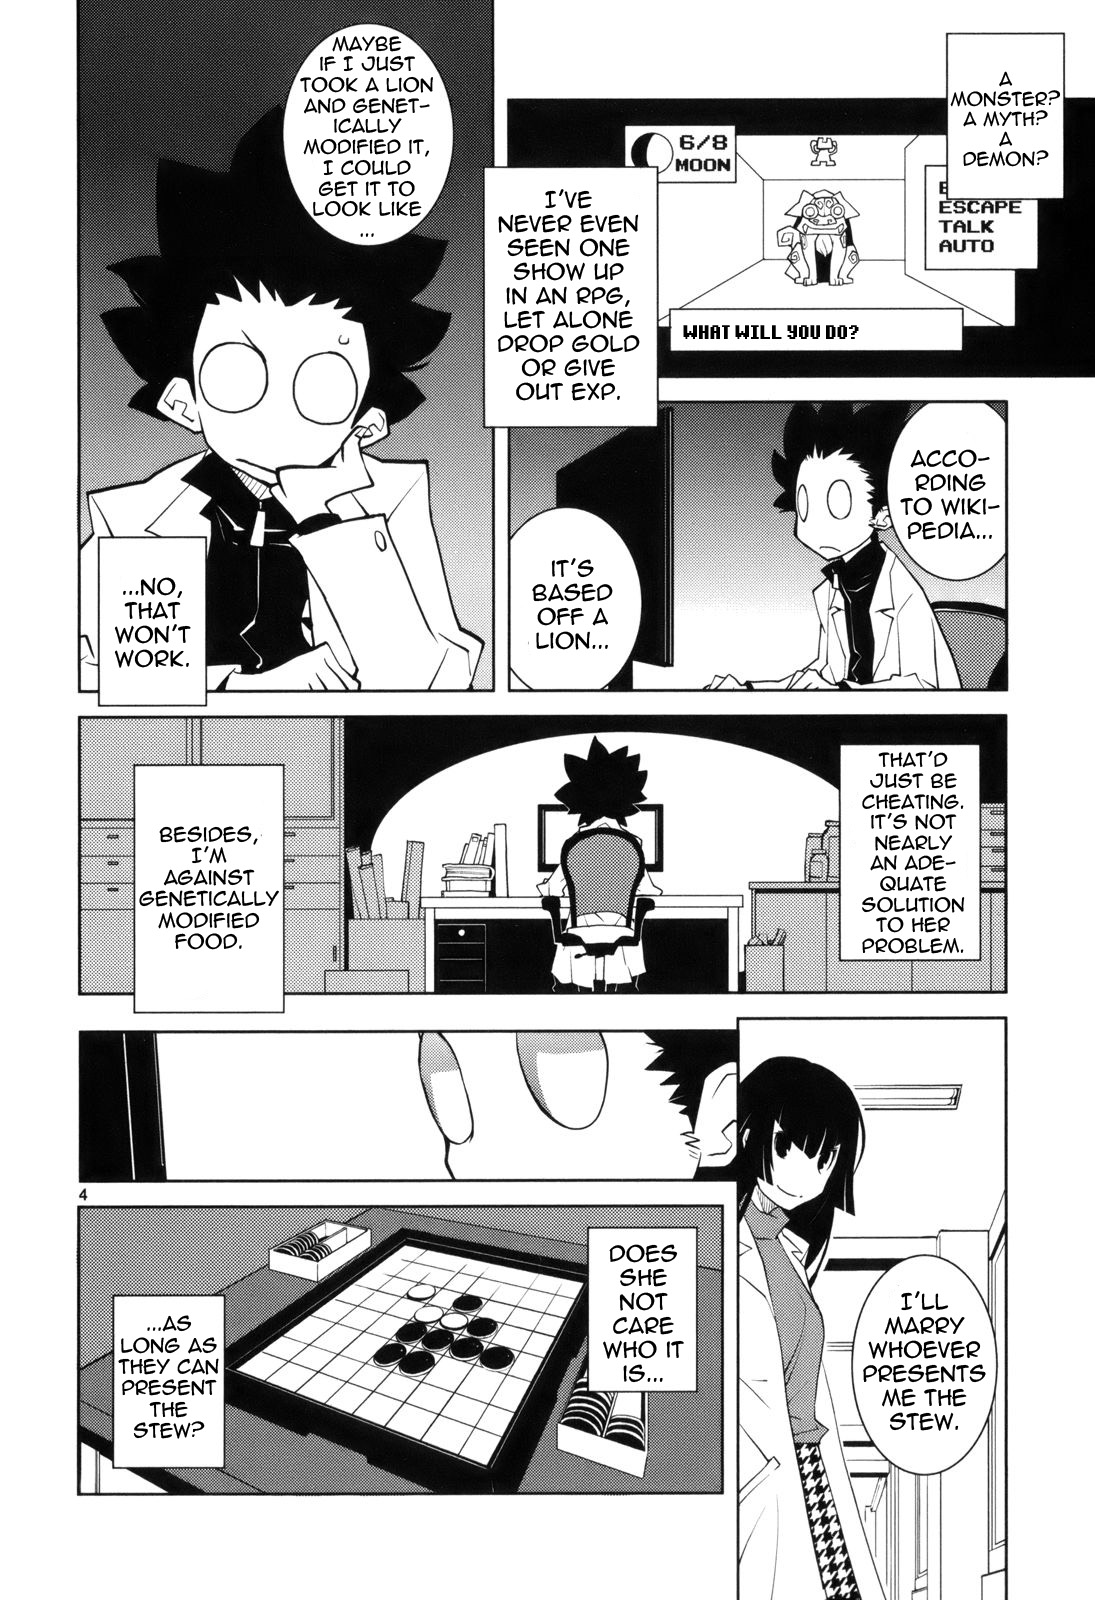 A
MONSTER?
A MYTH?
A
DEMON?
6/8
MOON
ESCAPE
TALK
AUTO
WHAT WILL YOU DO?
I'VE
NEVER EVEN
SEEN ONE
SHOW UP
IN AN RPG,
LET ALONE
DROP GOLD
OR GIVE
OUT EXP.
ACCO-
RDING
TO WIKI-
PEDIA...
IT'S
BASED
OFF A
LION...
MAYBE
IF I JUST
TOOK A LION
AND GENET-
ICALLY
MODIFIED IT,
I COULD
GET IT TO
LOOK LIKE
...
...NO,
THAT
WON'T
WORK.
THAT'D
JUST BE
CHEATING.
IT'S NOT
NEARLY
AN ADE-
QUATE
SOLUTION
TO HER
PROBLEM.
BESIDES,
I'M
AGAINST
GENETICALLY
MODIFIED
FOOD.
I'LL
MARRY
WHOEVER
PRESENTS
ME THE
STEW.
DOES
SHE
NOT
CARE
WHO IT
IS...
...AS
LONG AS
THEY CAN
PRESENT
THE
STEW?
4